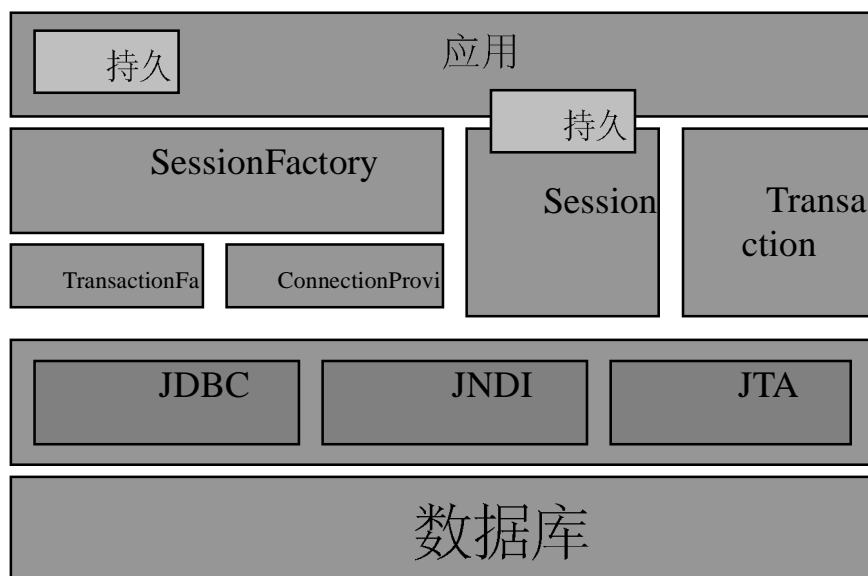 应用
持久
持久
SessionFactory
Session
Transa
ction
TransactionFa
ConnectionProvi
JDBC
JNDI
JTA
数据库